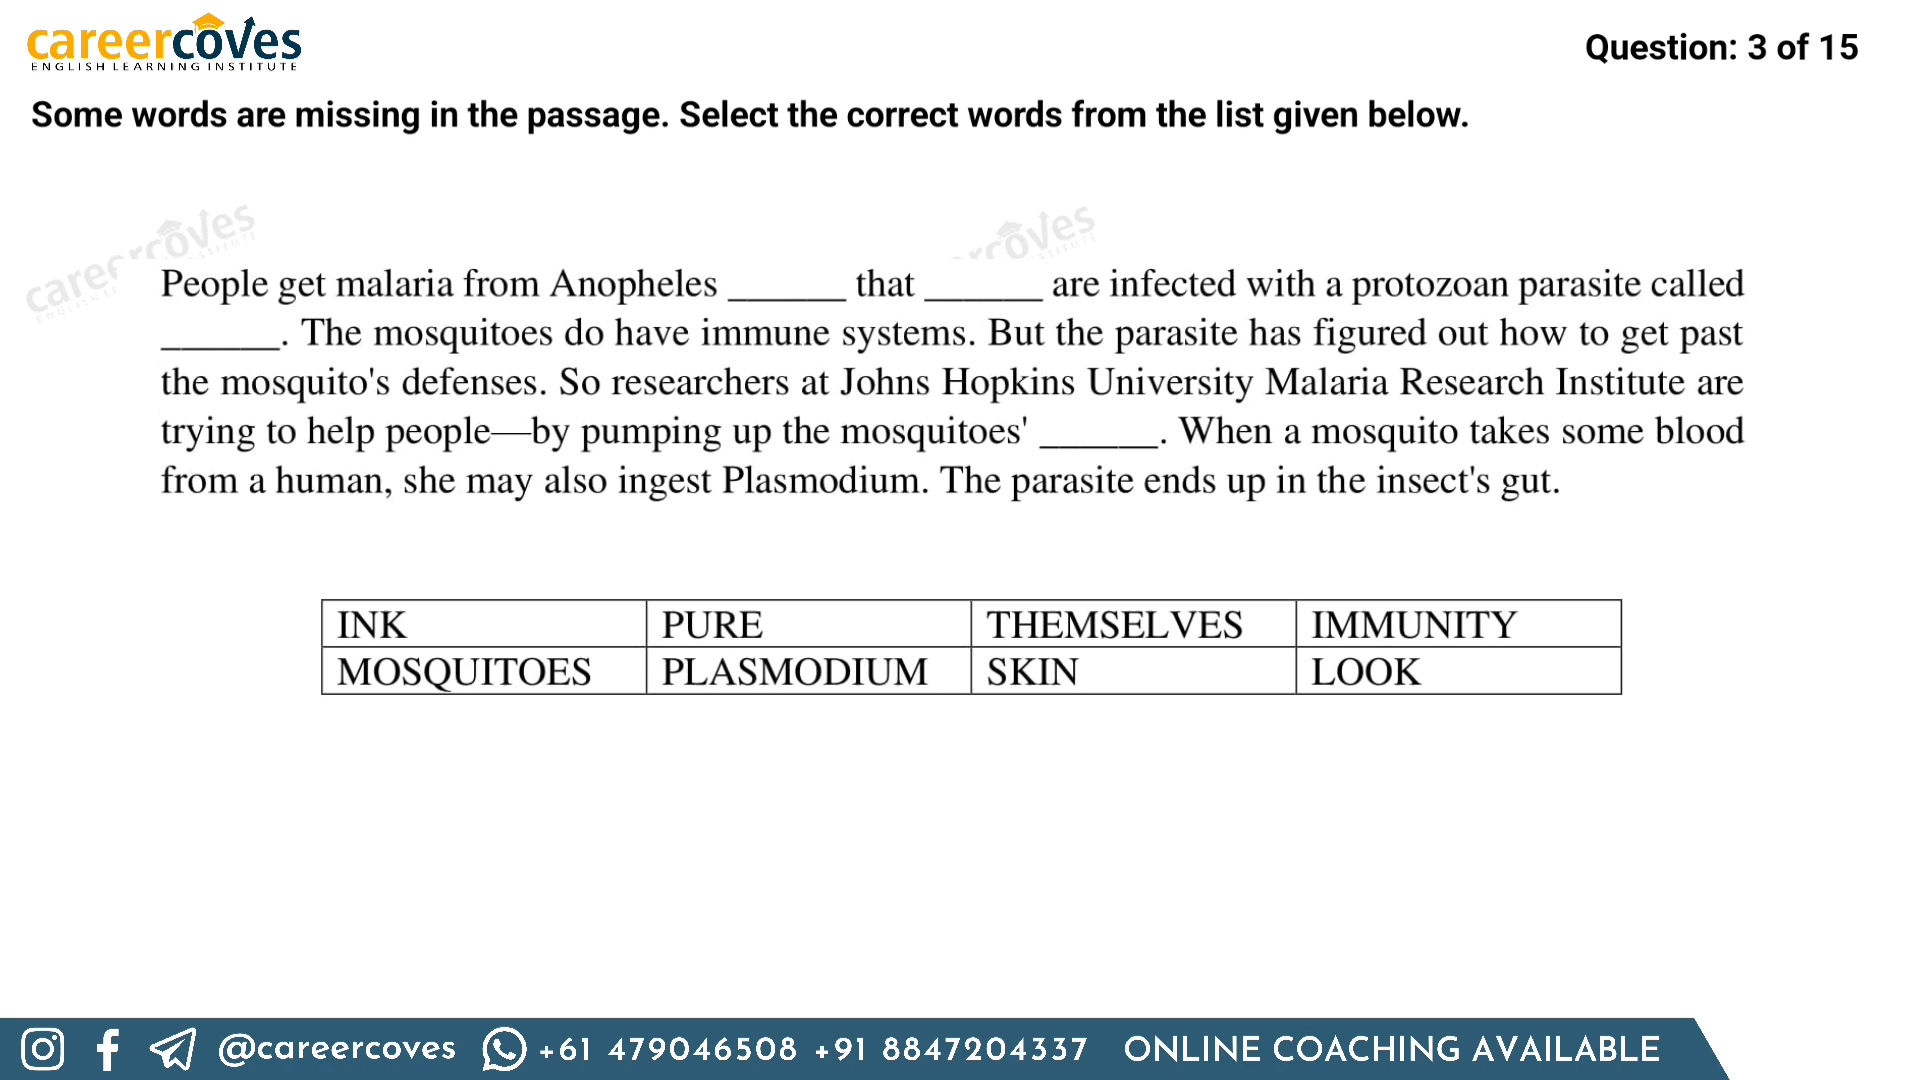 careercoves
ENGLISH LEARNING INSTITUTE
Question: 3 of 15
Some words are missing in the passage. Select the correct words from the list given below.
People get malaria from Anopheles ______ that ______ are infected with a protozoan parasite called
______. The mosquitoes do have immune systems. But the parasite has figured out how to get past
the mosquito's defenses. So researchers at Johns Hopkins University Malaria Research Institute are
trying to help people—by pumping up the mosquitoes' ______. When a mosquito takes some blood
from a human, she may also ingest Plasmodium. The parasite ends up in the insect's gut.
INK PURE THEMSELVES IMMUNITY
MOSQUITOES PLASMODIUM SKIN LOOK
@careercoves +61 479046508 +91 8847204337 ONLINE COACHING AVAILABLE